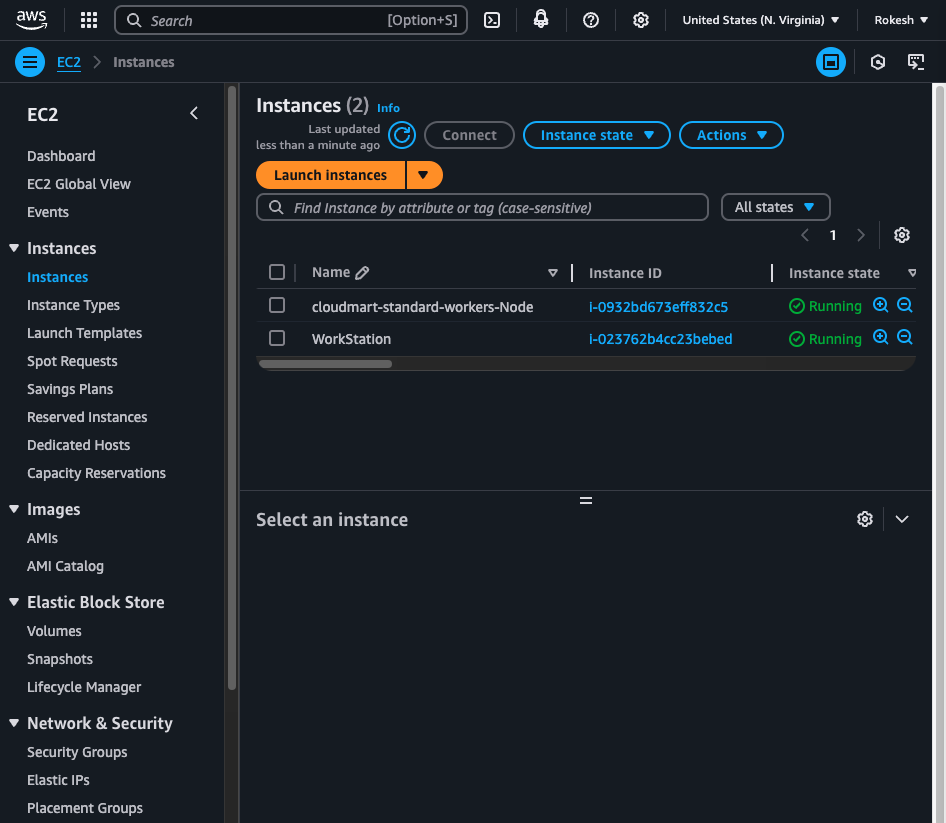 aws
Search [Option+S]
United States (N. Virginia)
Rokesh
EC2 Instances
EC2
Dashboard
EC2 Global View
Events
Instances
Instances
Instance Types
Launch Templates
Spot Requests
Savings Plans
Reserved Instances
Dedicated Hosts
Capacity Reservations
Images
AMIs
AMI Catalog
Elastic Block Store
Volumes
Snapshots
Lifecycle Manager
Network & Security
Security Groups
Elastic IPs
Placement Groups
Instances (2) Info
Last updated
less than a minute ago
Connect
Instance state
Actions
Launch instances
Find Instance by attribute or tag (case-sensitive)
All states
1
Name Instance ID Instance state
cloudmart-standard-workers-Node i-0932bd673eff832c5 Running
WorkStation i-023762b4cc23bebed Running
Select an instance